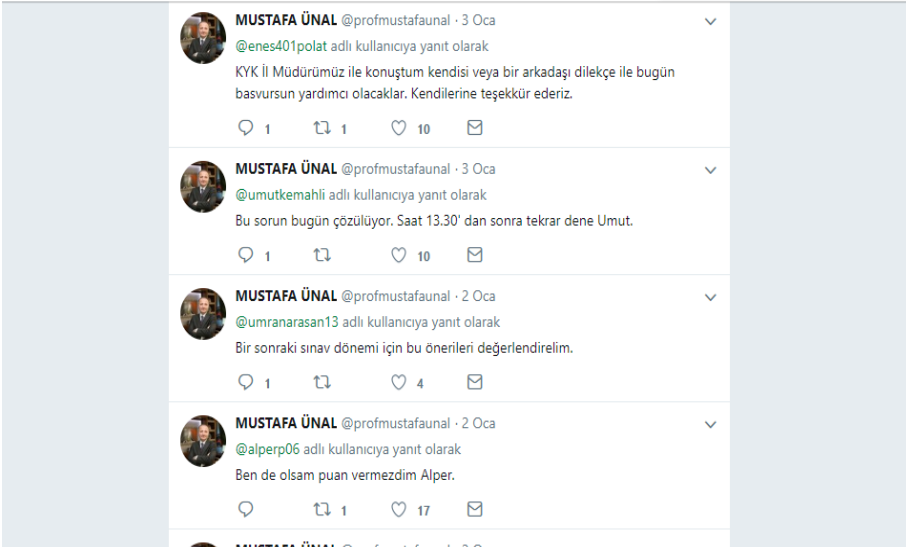 MUSTAFA ÜNAL @profmustafaunal · 3 Oca
@enes401polat adlı kullanıcıya yanıt olarak
KYK İl Müdürümüz ile konuştum kendisi veya bir arkadaşı dilekçe ile bugün
basvursun yardımcı olacaklar. Kendilerine teşekkür ederiz.
1 1 10
MUSTAFA ÜNAL @profmustafaunal · 3 Oca
@umutkemahli adlı kullanıcıya yanıt olarak
Bu sorun bugün çözülüyor. Saat 13.30' dan sonra tekrar dene Umut.
1 10
MUSTAFA ÜNAL @profmustafaunal · 2 Oca
@umranarasan13 adlı kullanıcıya yanıt olarak
Bir sonraki sınav dönemi için bu önerileri değerlendirelim.
1 4
MUSTAFA ÜNAL @profmustafaunal · 2 Oca
@alperp06 adlı kullanıcıya yanıt olarak
Ben de olsam puan vermezdim Alper.
1 17